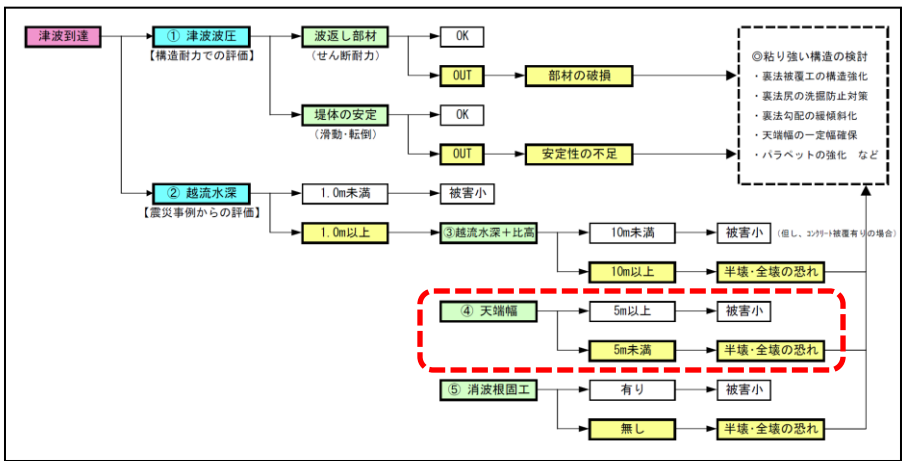 津波到達
① 津波波圧
【構造耐力での評価】
波返し部材
(せん断耐力)
OK
OUT
部材の破損
堤体の安定
(滑動・転倒)
OK
OUT
安定性の不足
◎粘り強い構造の検討
・裏法被覆工の構造強化
・裏法尻の洗掘防止対策
・裏法勾配の緩傾斜化
・天端幅の一定幅確保
・パラペットの強化 など
② 越流水深
【震災事例からの評価】
1.0m未満
被害小
1.0m以上
③越流水深+比高
10m未満
被害小
(但し、コンクリート被覆有りの場合)
10m以上
半壊・全壊の恐れ
④ 天端幅
5m以上
被害小
5m未満
半壊・全壊の恐れ
⑤ 消波根固工
有り
被害小
無し
半壊・全壊の恐れ